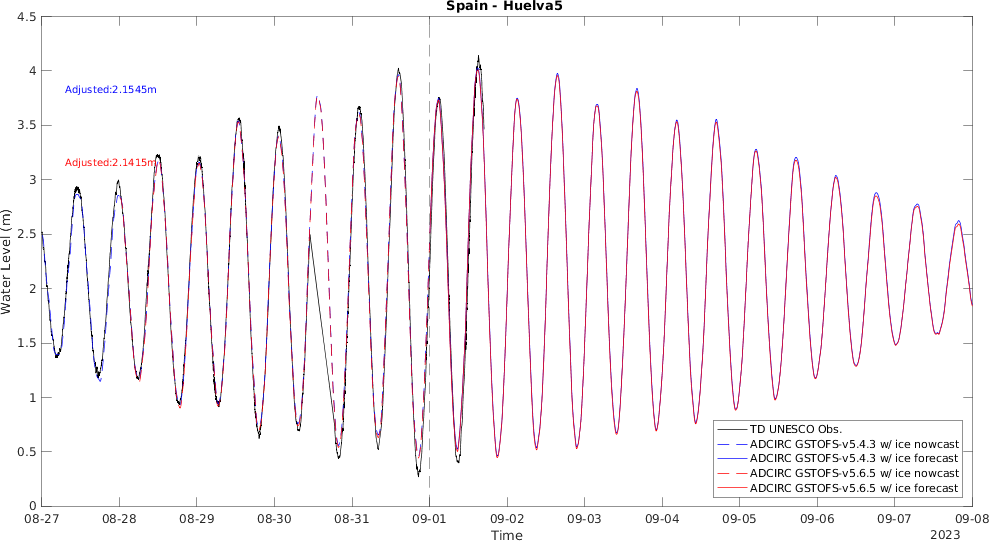 Spain - Huelva5
4.5
4
3.5
3
2.5
2
1.5
1
0.5
0
Water Level (m)
Adjusted:2.1545m
Adjusted:2.1415m
TD UNESCO Obs.
ADCIRC GSTOFS-v5.4.3 w/ ice nowcast
ADCIRC GSTOFS-v5.4.3 w/ ice forecast
ADCIRC GSTOFS-v5.6.5 w/ ice nowcast
ADCIRC GSTOFS-v5.6.5 w/ ice forecast
08-27 08-28 08-29 08-30 08-31 09-01 09-02 09-03 09-04 09-05 09-06 09-07 09-08
Time
2023